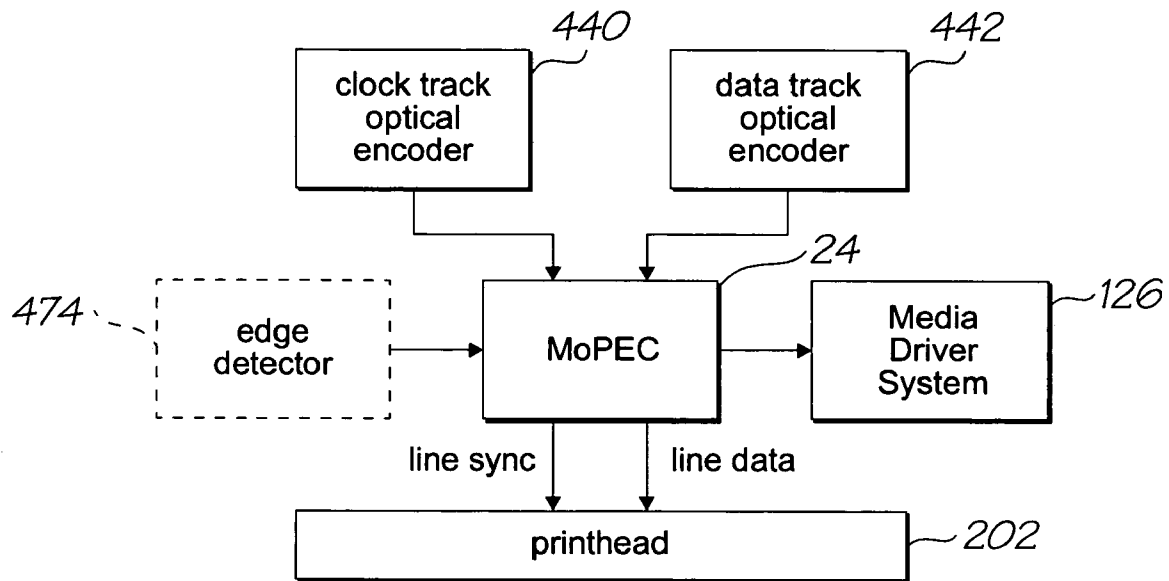 440
442
clock track
optical
encoder
data track
optical
encoder
24
126
474
edge
detector
MoPEC
Media
Driver
System
line sync
line data
printhead
202